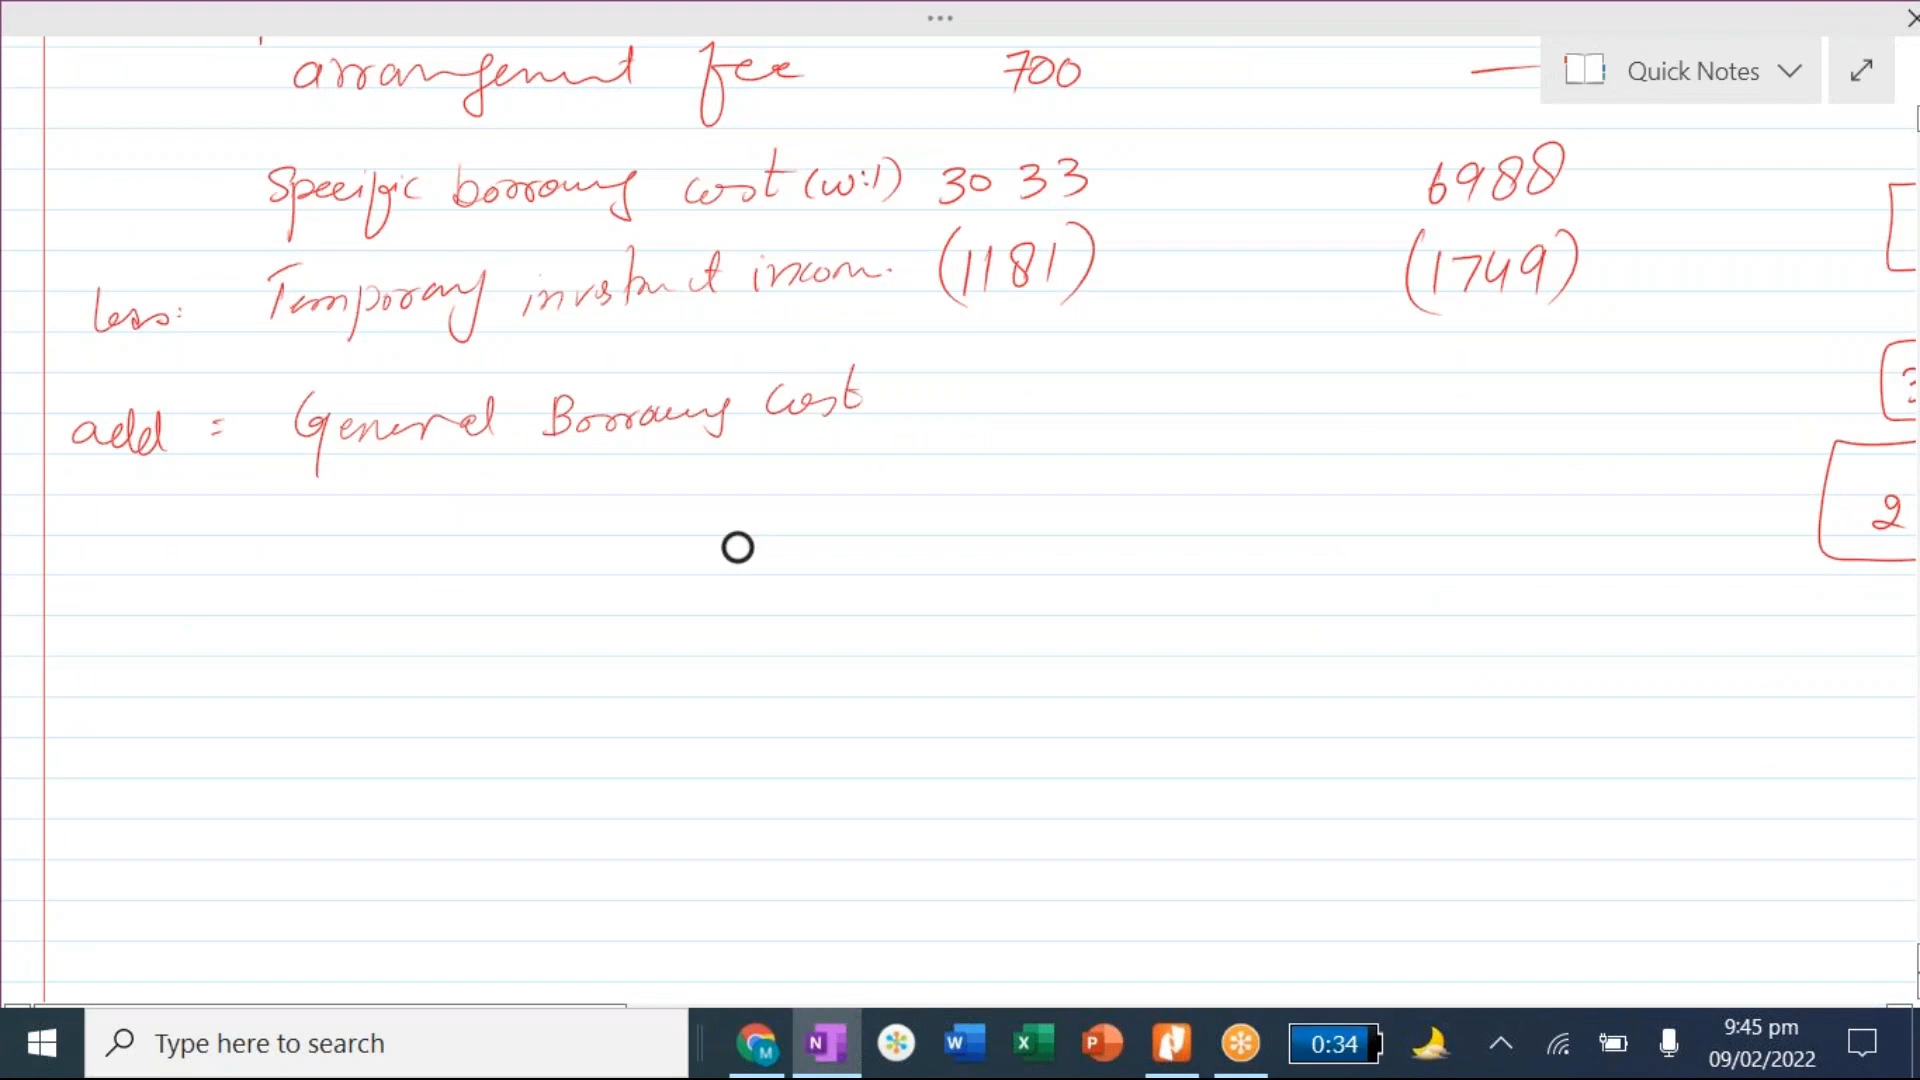 arrangement fee 700 —
Quick Notes
Specific borrowing cost (W:1) 3033 6988
less: Temporary investment income. (1181) (1749)
add = General Borrowing Cost
2
Type here to search
0:34
9:45 pm
09/02/2022